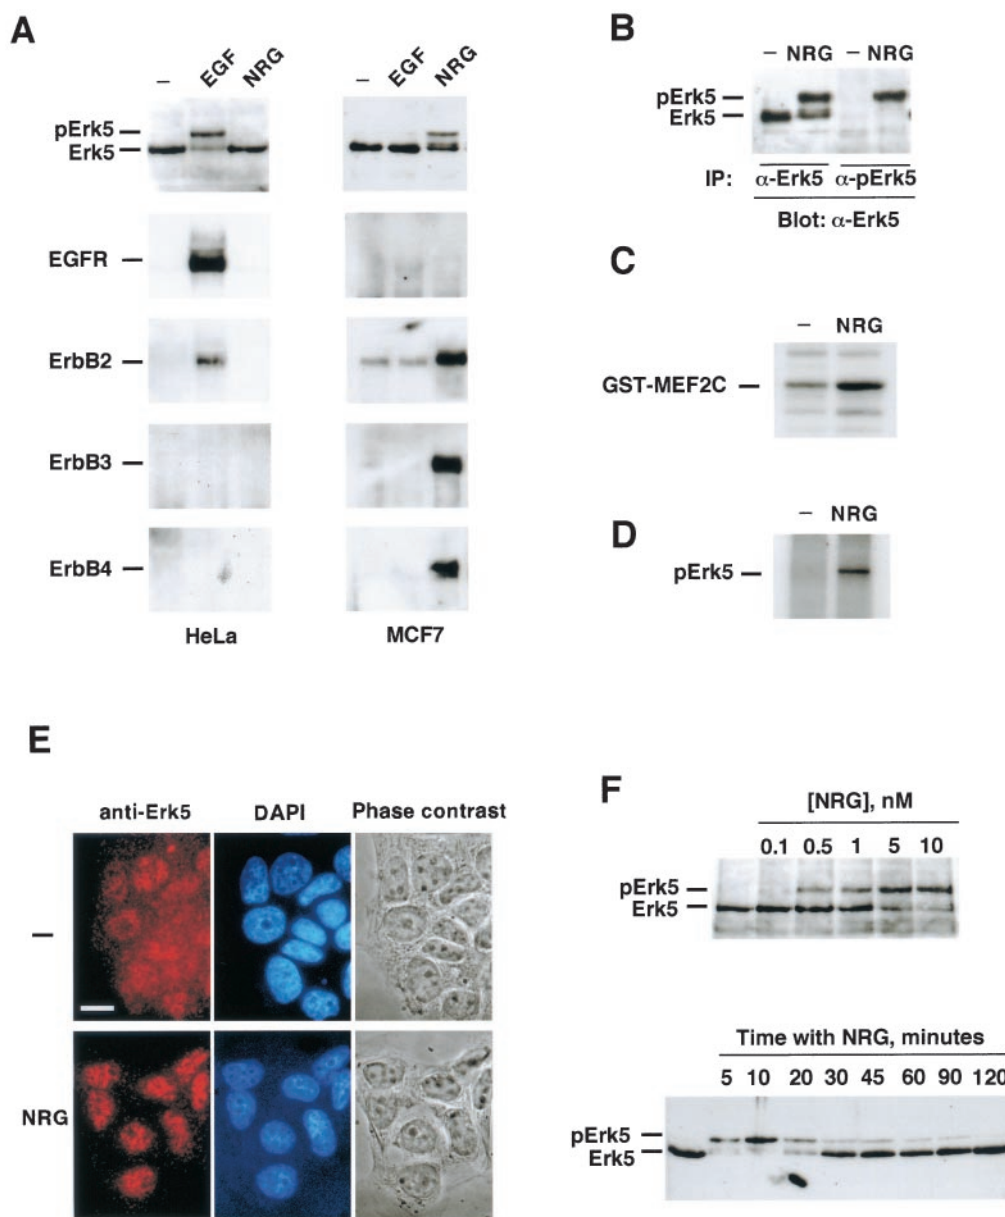 A
– EGF NRG
– EGF NRG
pErk5
Erk5
EGFR
ErbB2
ErbB3
ErbB4
HeLa
MCF7
B
– NRG – NRG
pErk5
Erk5
IP: α-Erk5 α-pErk5
Blot: α-Erk5
C
– NRG
GST-MEF2C
D
– NRG
pErk5
E
anti-Erk5 DAPI Phase contrast
–
NRG
F
[NRG], nM
0.1 0.5 1 5 10
pErk5
Erk5
Time with NRG, minutes
5 10 20 30 45 60 90 120
pErk5
Erk5